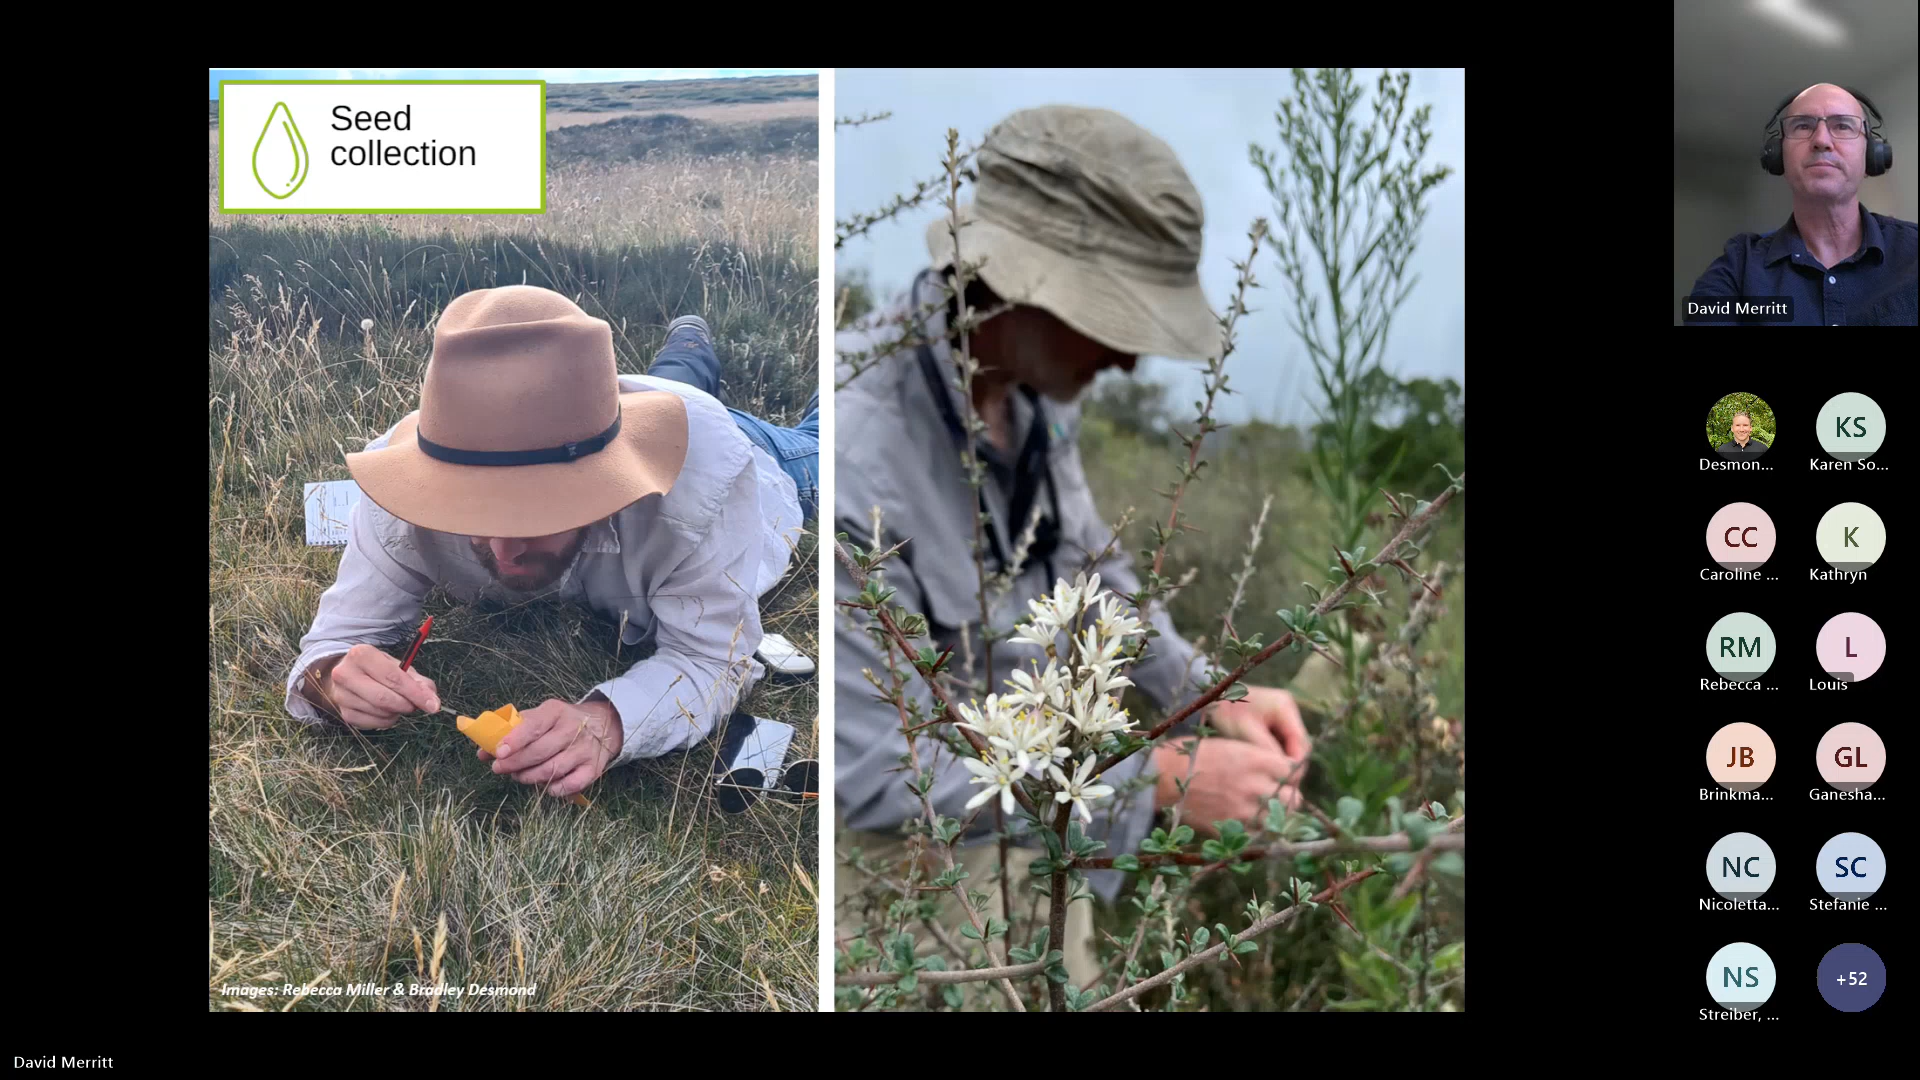 Seed
collection
Images: Rebecca Miller & Bradley Desmond
David Merritt
David Merritt
Desmon...
KS
Karen So...
CC
Caroline ...
K
Kathryn
RM
Rebecca ...
L
Louis
JB
Brinkma...
GL
Ganesha...
NC
Nicoletta...
SC
Stefanie ...
NS
Streiber, ...
+52